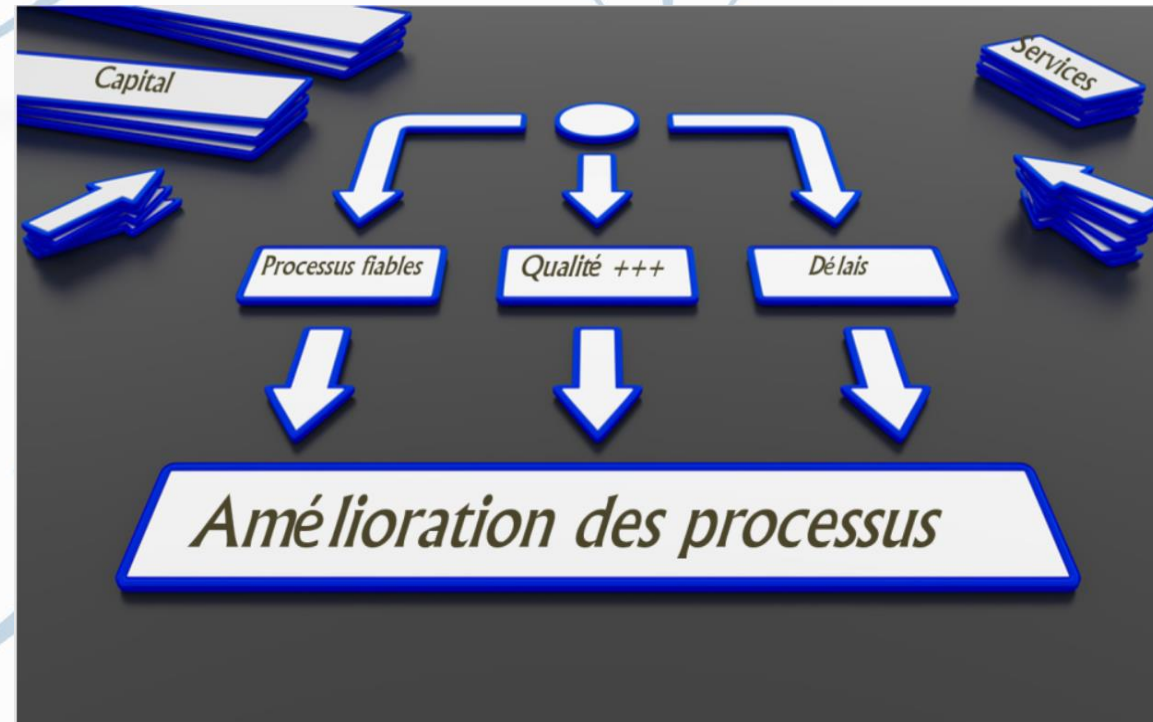 Capital
Services
Processus fiables
Qualité +++
Délais
Amélioration des processus